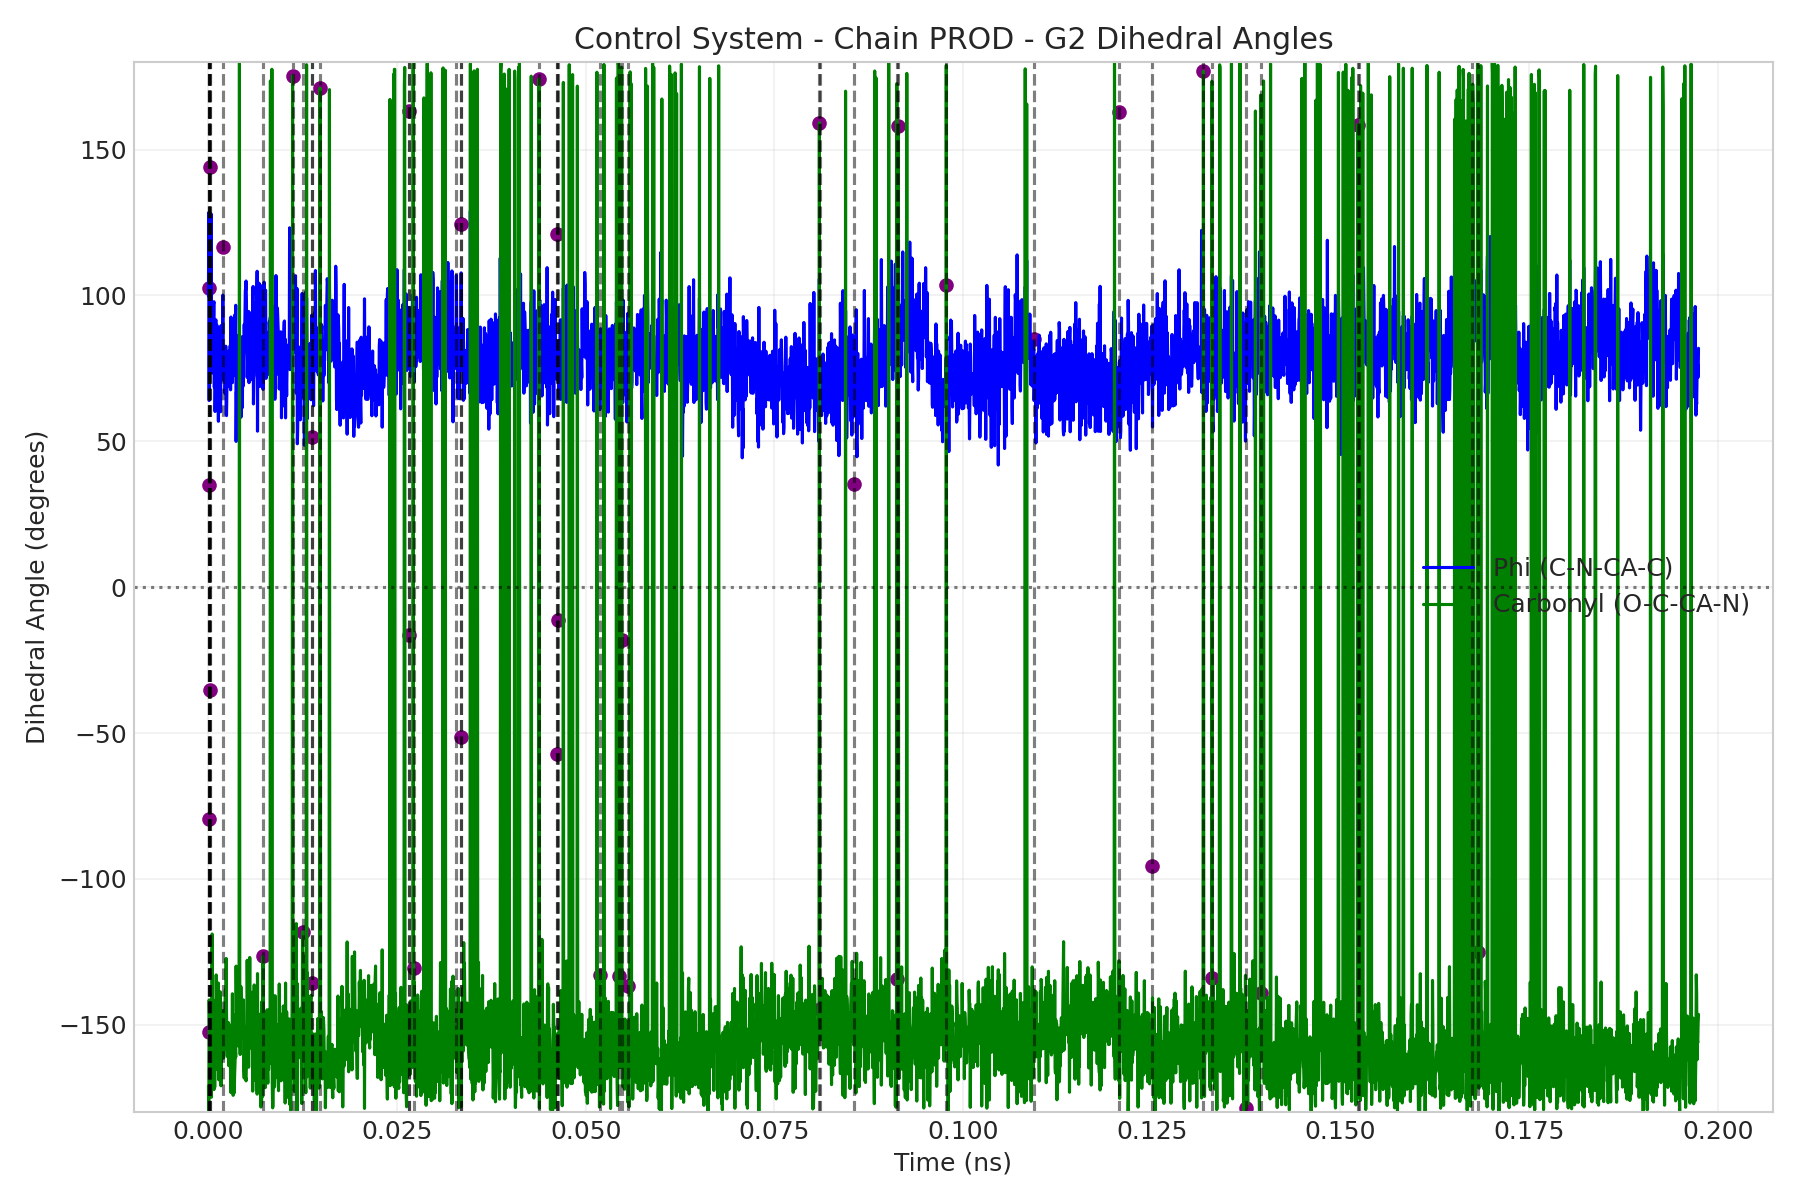 Control System - Chain PROD - G2 Dihedral Angles
Dihedral Angle (degrees)
150
100
50
0
−50
−100
−150
Phi (C-N-CA-C)
Carbonyl (O-C-CA-N)
0.000 0.025 0.050 0.075 0.100 0.125 0.150 0.175 0.200
Time (ns)